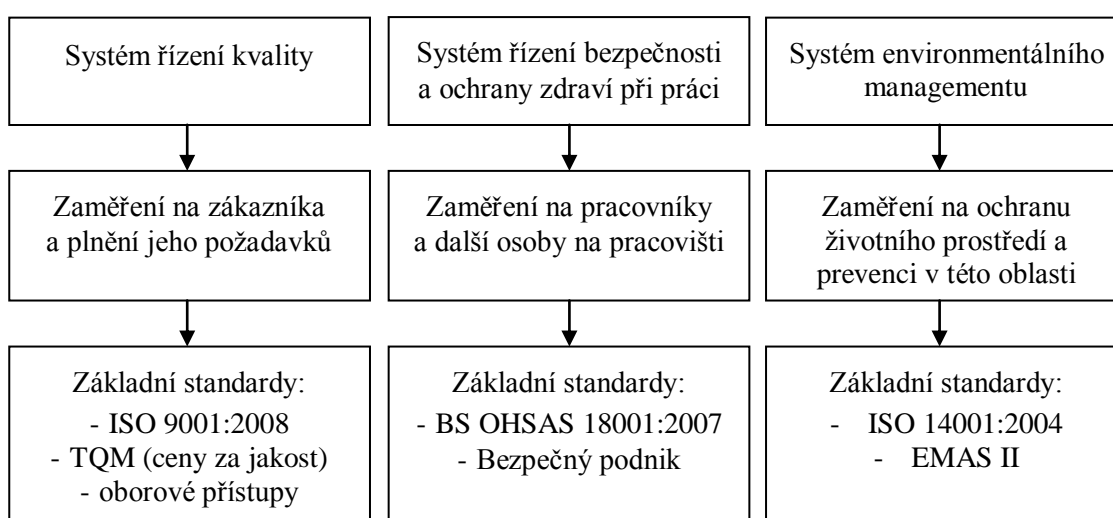 Systém řízení kvality
Systém řízení bezpečnosti
a ochrany zdraví při práci
Systém environmentálního
managementu
Zaměření na zákazníka
a plnění jeho požadavků
Zaměření na pracovníky
a další osoby na pracovišti
Zaměření na ochranu
životního prostředí a
prevenci v této oblasti
Základní standardy:
- ISO 9001:2008
- TQM (ceny za jakost)
- oborové přístupy
Základní standardy:
- BS OHSAS 18001:2007
- Bezpečný podnik
Základní standardy:
- ISO 14001:2004
- EMAS II